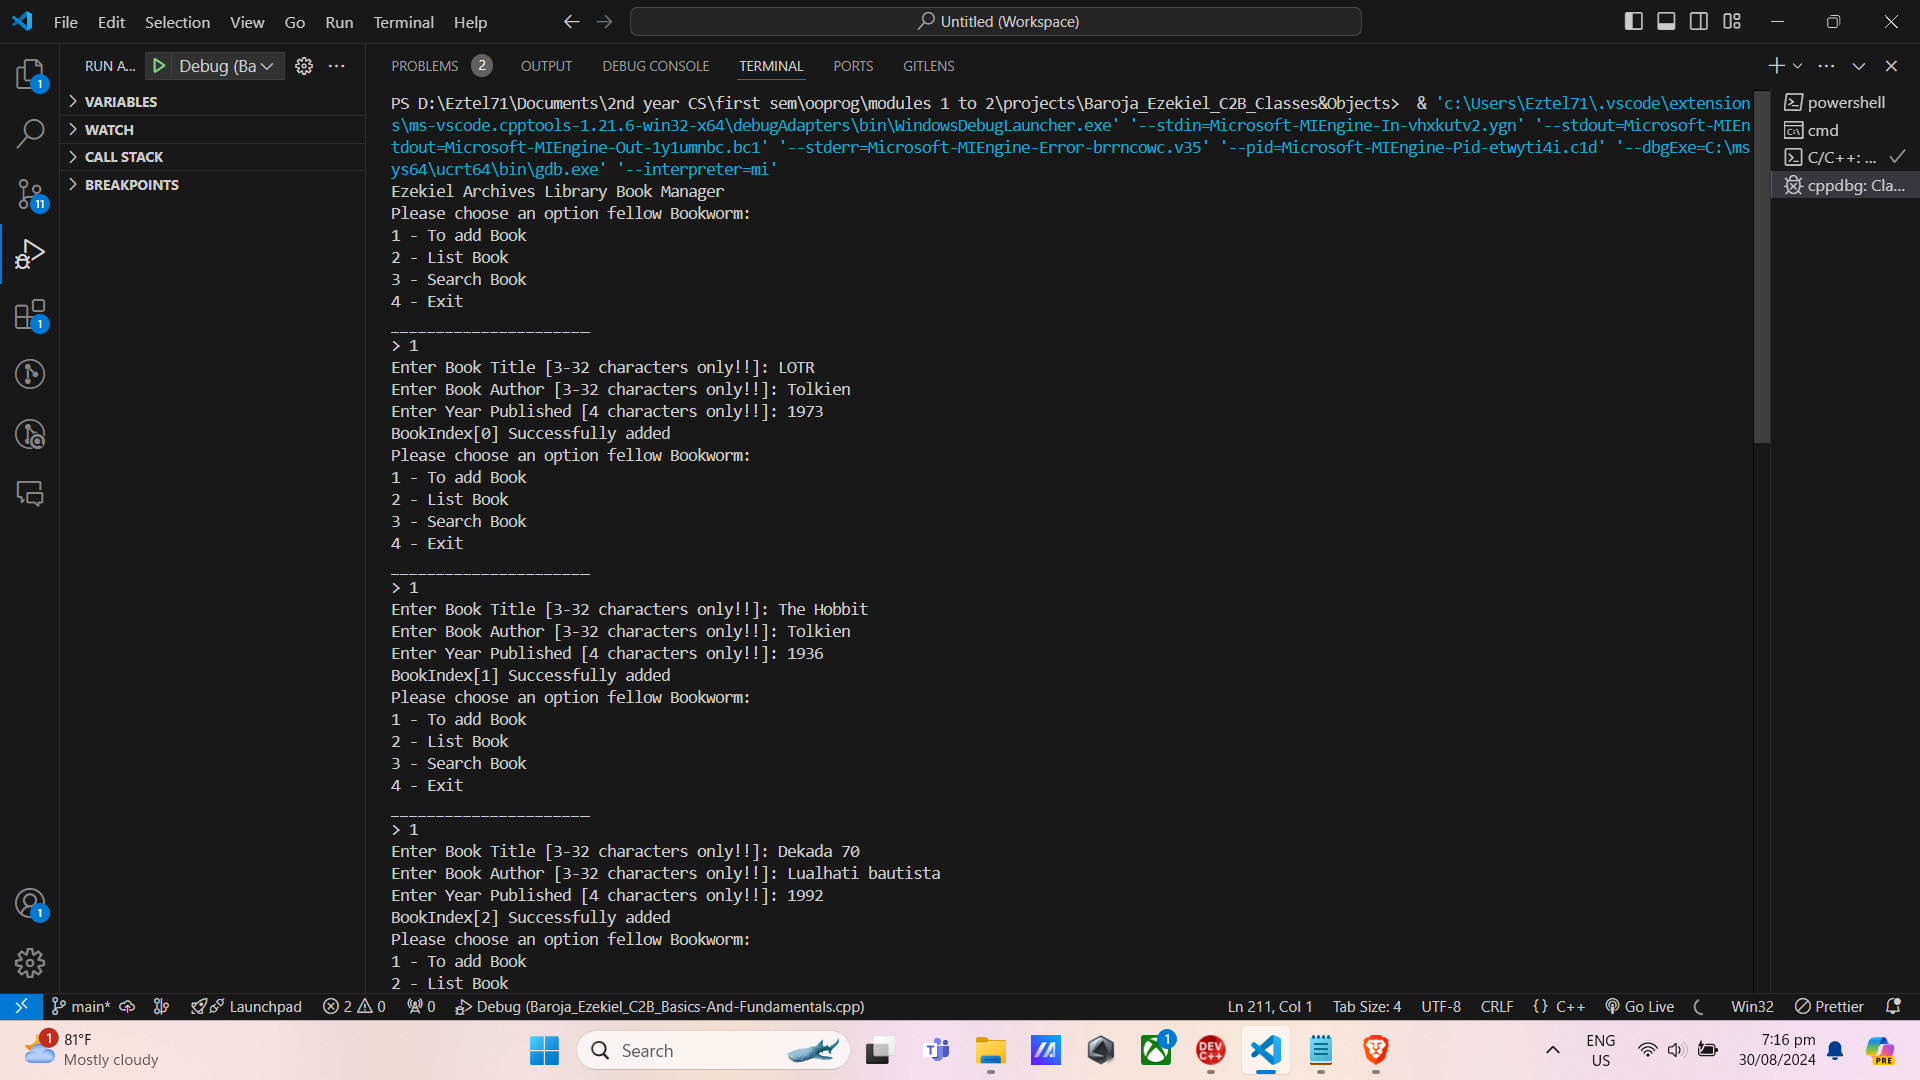 File Edit Selection View Go Run Terminal Help
Untitled (Workspace)
RUN A... Debug (Ba
PROBLEMS 2 OUTPUT DEBUG CONSOLE TERMINAL PORTS GITLENS
VARIABLES
WATCH
CALL STACK
BREAKPOINTS
1
11
1
1
PS D:\Eztel71\Documents\2nd year CS\first sem\ooprog\modules 1 to 2\projects\Baroja_Ezekiel_C2B_Classes&Objects>  & 'c:\Users\Eztel71\.vscode\extension
s\ms-vscode.cpptools-1.21.6-win32-x64\debugAdapters\bin\WindowsDebugLauncher.exe' '--stdin=Microsoft-MIEngine-In-vhxkutv2.ygn' '--stdout=Microsoft-MIEn
tdout=Microsoft-MIEngine-Out-1y1umnbc.bc1' '--stderr=Microsoft-MIEngine-Error-brrncowc.v35' '--pid=Microsoft-MIEngine-Pid-etwyti4i.c1d' '--dbgExe=C:\ms
ys64\ucrt64\bin\gdb.exe' '--interpreter=mi'
Ezekiel Archives Library Book Manager
Please choose an option fellow Bookworm:
1 - To add Book
2 - List Book
3 - Search Book
4 - Exit
______________________
> 1
Enter Book Title [3-32 characters only!!]: LOTR
Enter Book Author [3-32 characters only!!]: Tolkien
Enter Year Published [4 characters only!!]: 1973
BookIndex[0] Successfully added
Please choose an option fellow Bookworm:
1 - To add Book
2 - List Book
3 - Search Book
4 - Exit
______________________
> 1
Enter Book Title [3-32 characters only!!]: The Hobbit
Enter Book Author [3-32 characters only!!]: Tolkien
Enter Year Published [4 characters only!!]: 1936
BookIndex[1] Successfully added
Please choose an option fellow Bookworm:
1 - To add Book
2 - List Book
3 - Search Book
4 - Exit
______________________
> 1
Enter Book Title [3-32 characters only!!]: Dekada 70
Enter Book Author [3-32 characters only!!]: Lualhati bautista
Enter Year Published [4 characters only!!]: 1992
BookIndex[2] Successfully added
Please choose an option fellow Bookworm:
1 - To add Book
2 - List Book
powershell
cmd
C/C++: ...
cppdbg: Cla...
main* Launchpad 2 0 0 Debug (Baroja_Ezekiel_C2B_Basics-And-Fundamentals.cpp) Ln 211, Col 1 Tab Size: 4 UTF-8 CRLF {} C++ Go Live Win32 Prettier
1 81°F
Mostly cloudy
Search
DEV C++
1
ENG
US
7:16 pm
30/08/2024
PRE